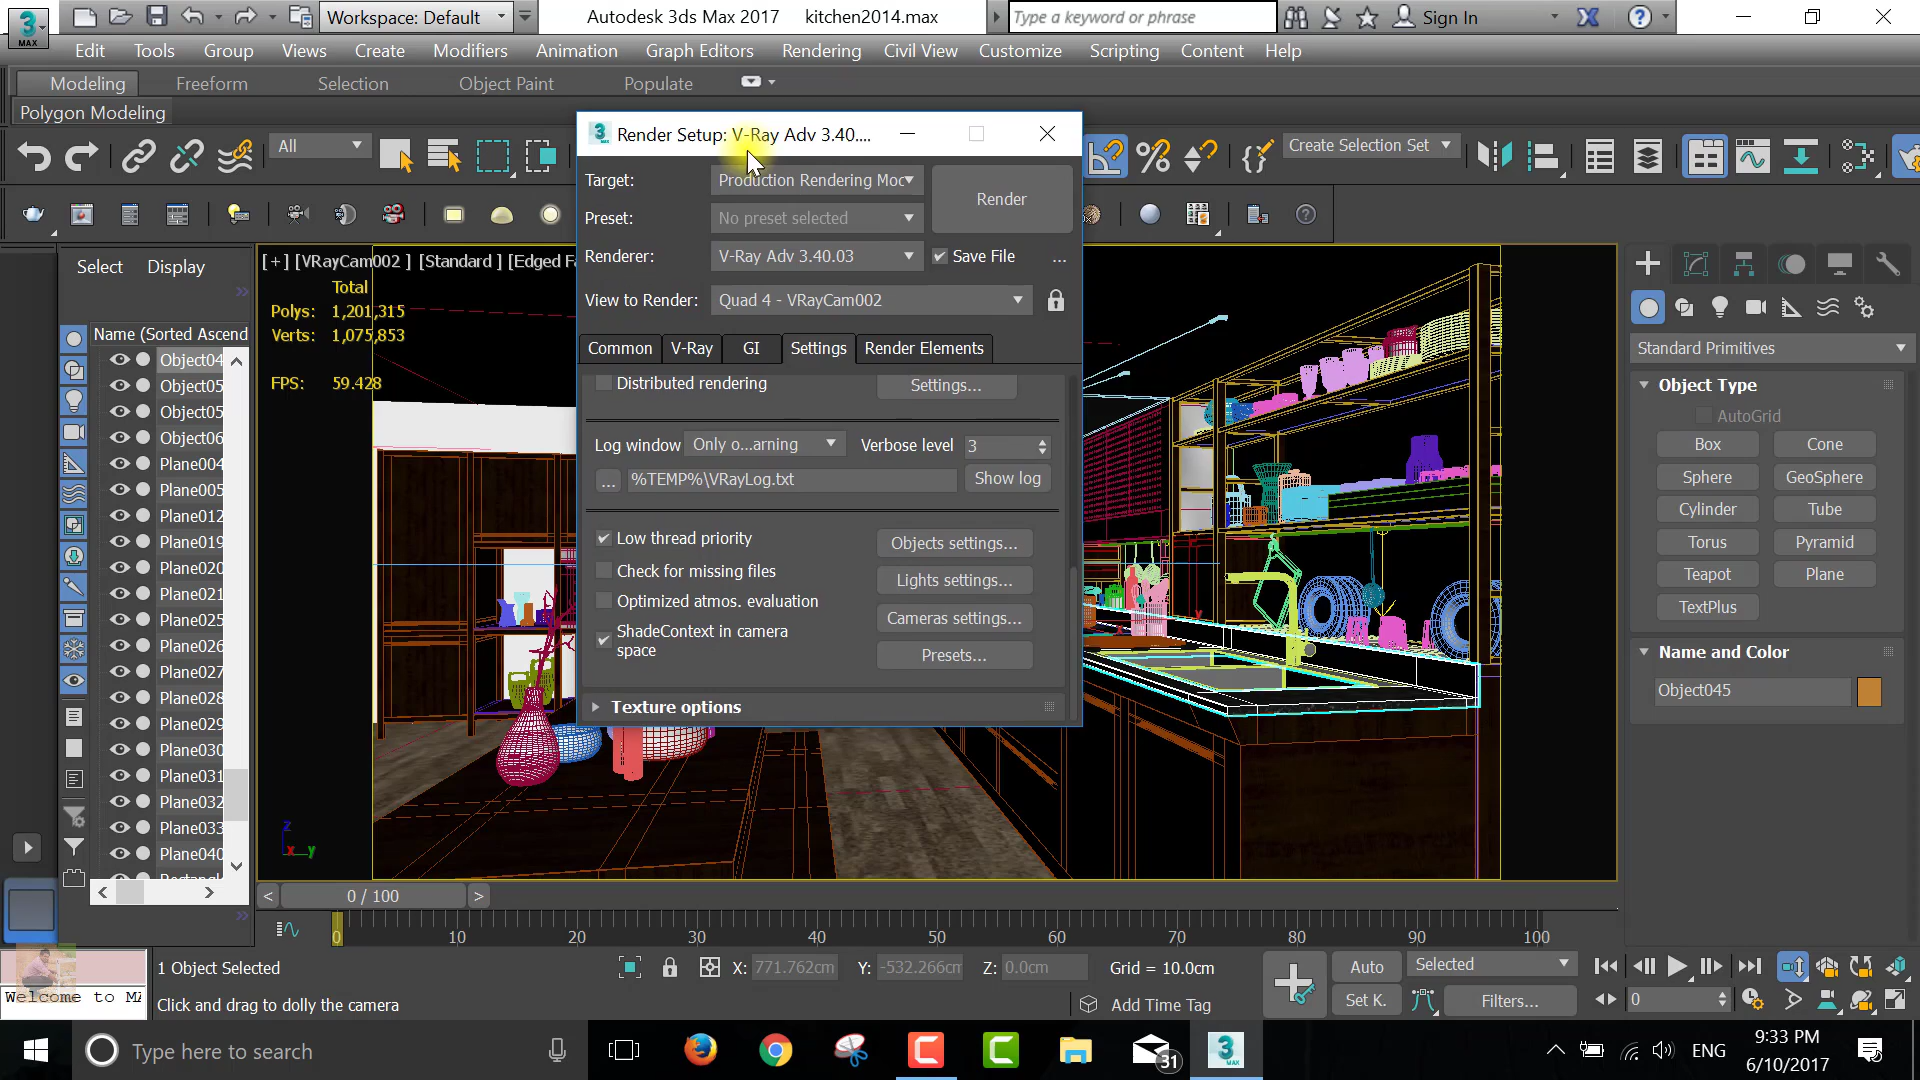 MAX
Workspace: Default
Autodesk 3ds Max 2017 kitchen2014.max
Type a keyword or phrase
Sign In
Edit Tools Group Views Create Modifiers Animation Graph Editors Rendering Civil View Customize Scripting Content Help
Modeling Freeform Selection Object Paint Populate
Polygon Modeling
All
Create Selection Set
Render Setup: V-Ray Adv 3.40....
Target: Production Rendering Moc
Render
Preset: No preset selected
Renderer: V-Ray Adv 3.40.03
Save File ...
View to Render: Quad 4 - VRayCam002
Common V-Ray GI Settings Render Elements
Distributed rendering Settings...
Log window Only o...arning Verbose level 3
... %TEMP%\VRayLog.txt Show log
Low thread priority Objects settings...
Check for missing files Lights settings...
Optimized atmos. evaluation
ShadeContext in camera space
Cameras settings...
Presets...
Texture options
Select Display
Name (Sorted Ascend
Object04
Object05
Object05
Object06
Plane004
Plane005
Plane012
Plane019
Plane020
Plane021
Plane025
Plane026
Plane027
Plane028
Plane029
Plane030
Plane031
Plane032
Plane033
Plane040
[+] [VRayCam002 ] [Standard ] [Edged Fa
Total
Polys: 1,201,315
Verts: 1,075,853
FPS: 59.428
z
x y
Standard Primitives
Object Type
AutoGrid
Box Cone
Sphere GeoSphere
Cylinder Tube
Torus Pyramid
Teapot Plane
TextPlus
Name and Color
Object045
< 0 / 100 >
0 10 20 30 40 50 60 70 80 90 100
1 Object Selected
X: 771.762cm Y: -532.266cm Z: 0.0cm Grid = 10.0cm
Auto Selected
Welcome to MA
Click and drag to dolly the camera
Add Time Tag
Set K. Filters... 0
Type here to search
31
MAX
ENG
9:33 PM
6/10/2017